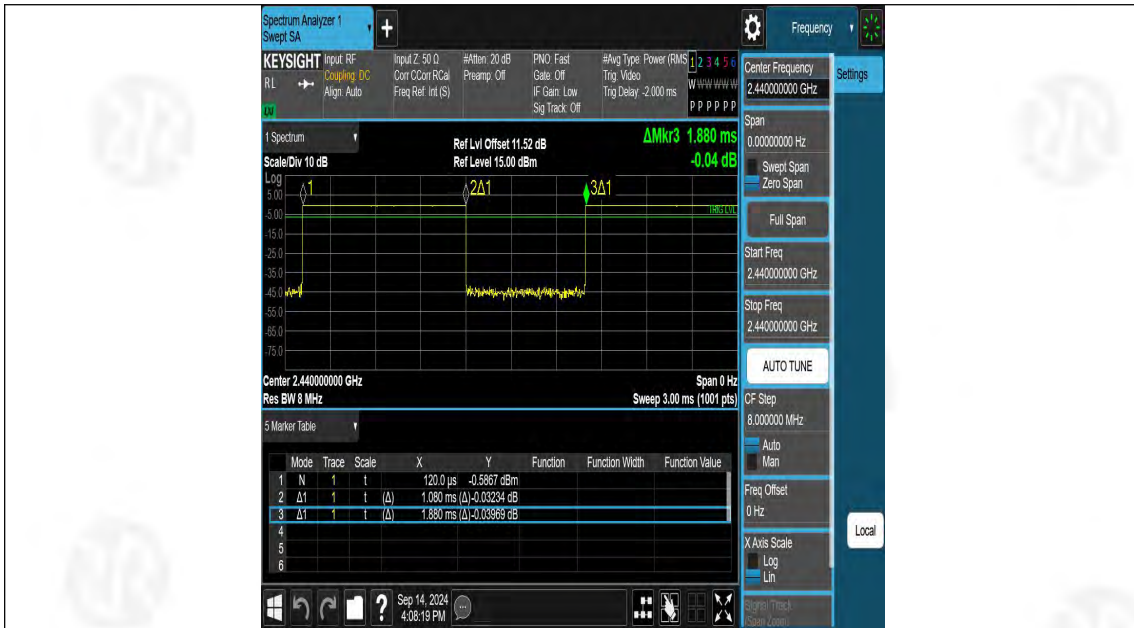 Spectrum Analyzer 1
Swept SA
+
Frequency
KEYSIGHT
RL
Input: RF
Coupling: DC
Align: Auto
Input Z: 50 Ω
Corr CCorr RCal
Freq Ref: Int (S)
#Atten: 20 dB
Preamp: Off
PNO: Fast
Gate: Off
IF Gain: Low
Sig Track: Off
#Avg Type: Power (RMS
Trig: Video
Trig Delay: -2.000 ms
1 2 3 4 5 6
W W W W W W
P P P P P P
1 Spectrum
Scale/Div 10 dB
Ref Lvl Offset 11.52 dB
Ref Level 15.00 dBm
ΔMkr3 1.880 ms
-0.04 dB
Log
5.00
-5.00
-15.0
-25.0
-35.0
-45.0
-55.0
-65.0
-75.0
1
2Δ1
3Δ1
TRIG LVL
Center 2.440000000 GHz
Res BW 8 MHz
Span 0 Hz
Sweep 3.00 ms (1001 pts)
5 Marker Table
Mode Trace Scale X Y Function Function Width Function Value
1 N 1 t 120.0 µs -0.5867 dBm
2 Δ1 1 t (Δ) 1.080 ms (Δ) -0.03234 dB
3 Δ1 1 t (Δ) 1.880 ms (Δ) -0.03969 dB
4
5
6
?
Sep 14, 2024
4:08:19 PM
Center Frequency
2.440000000 GHz
Span
0.00000000 Hz
Swept Span
Zero Span
Full Span
Start Freq
2.440000000 GHz
Stop Freq
2.440000000 GHz
AUTO TUNE
CF Step
8.000000 MHz
Auto
Man
Freq Offset
0 Hz
X Axis Scale
Log
Lin
Signal Track
(Span Zoom)
Settings
Local